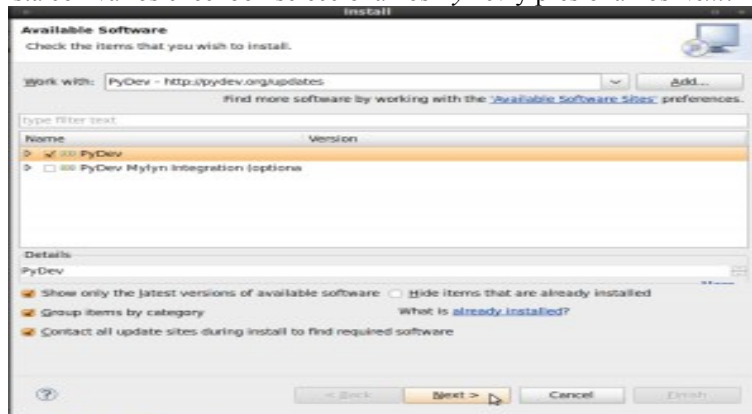 Install
Available Software
Check the items that you wish to install.
Work with: PyDev - http://pydev.org/updates Add...
Find more software by working with the 'Available Software Sites' preferences.
type filter text
Name Version
PyDev
PyDev Mylyn Integration (optiona
Details
PyDev
Show only the latest versions of available software Hide items that are already installed
Group items by category What is already installed?
Contact all update sites during install to find required software
? < Back Next > Cancel Finish